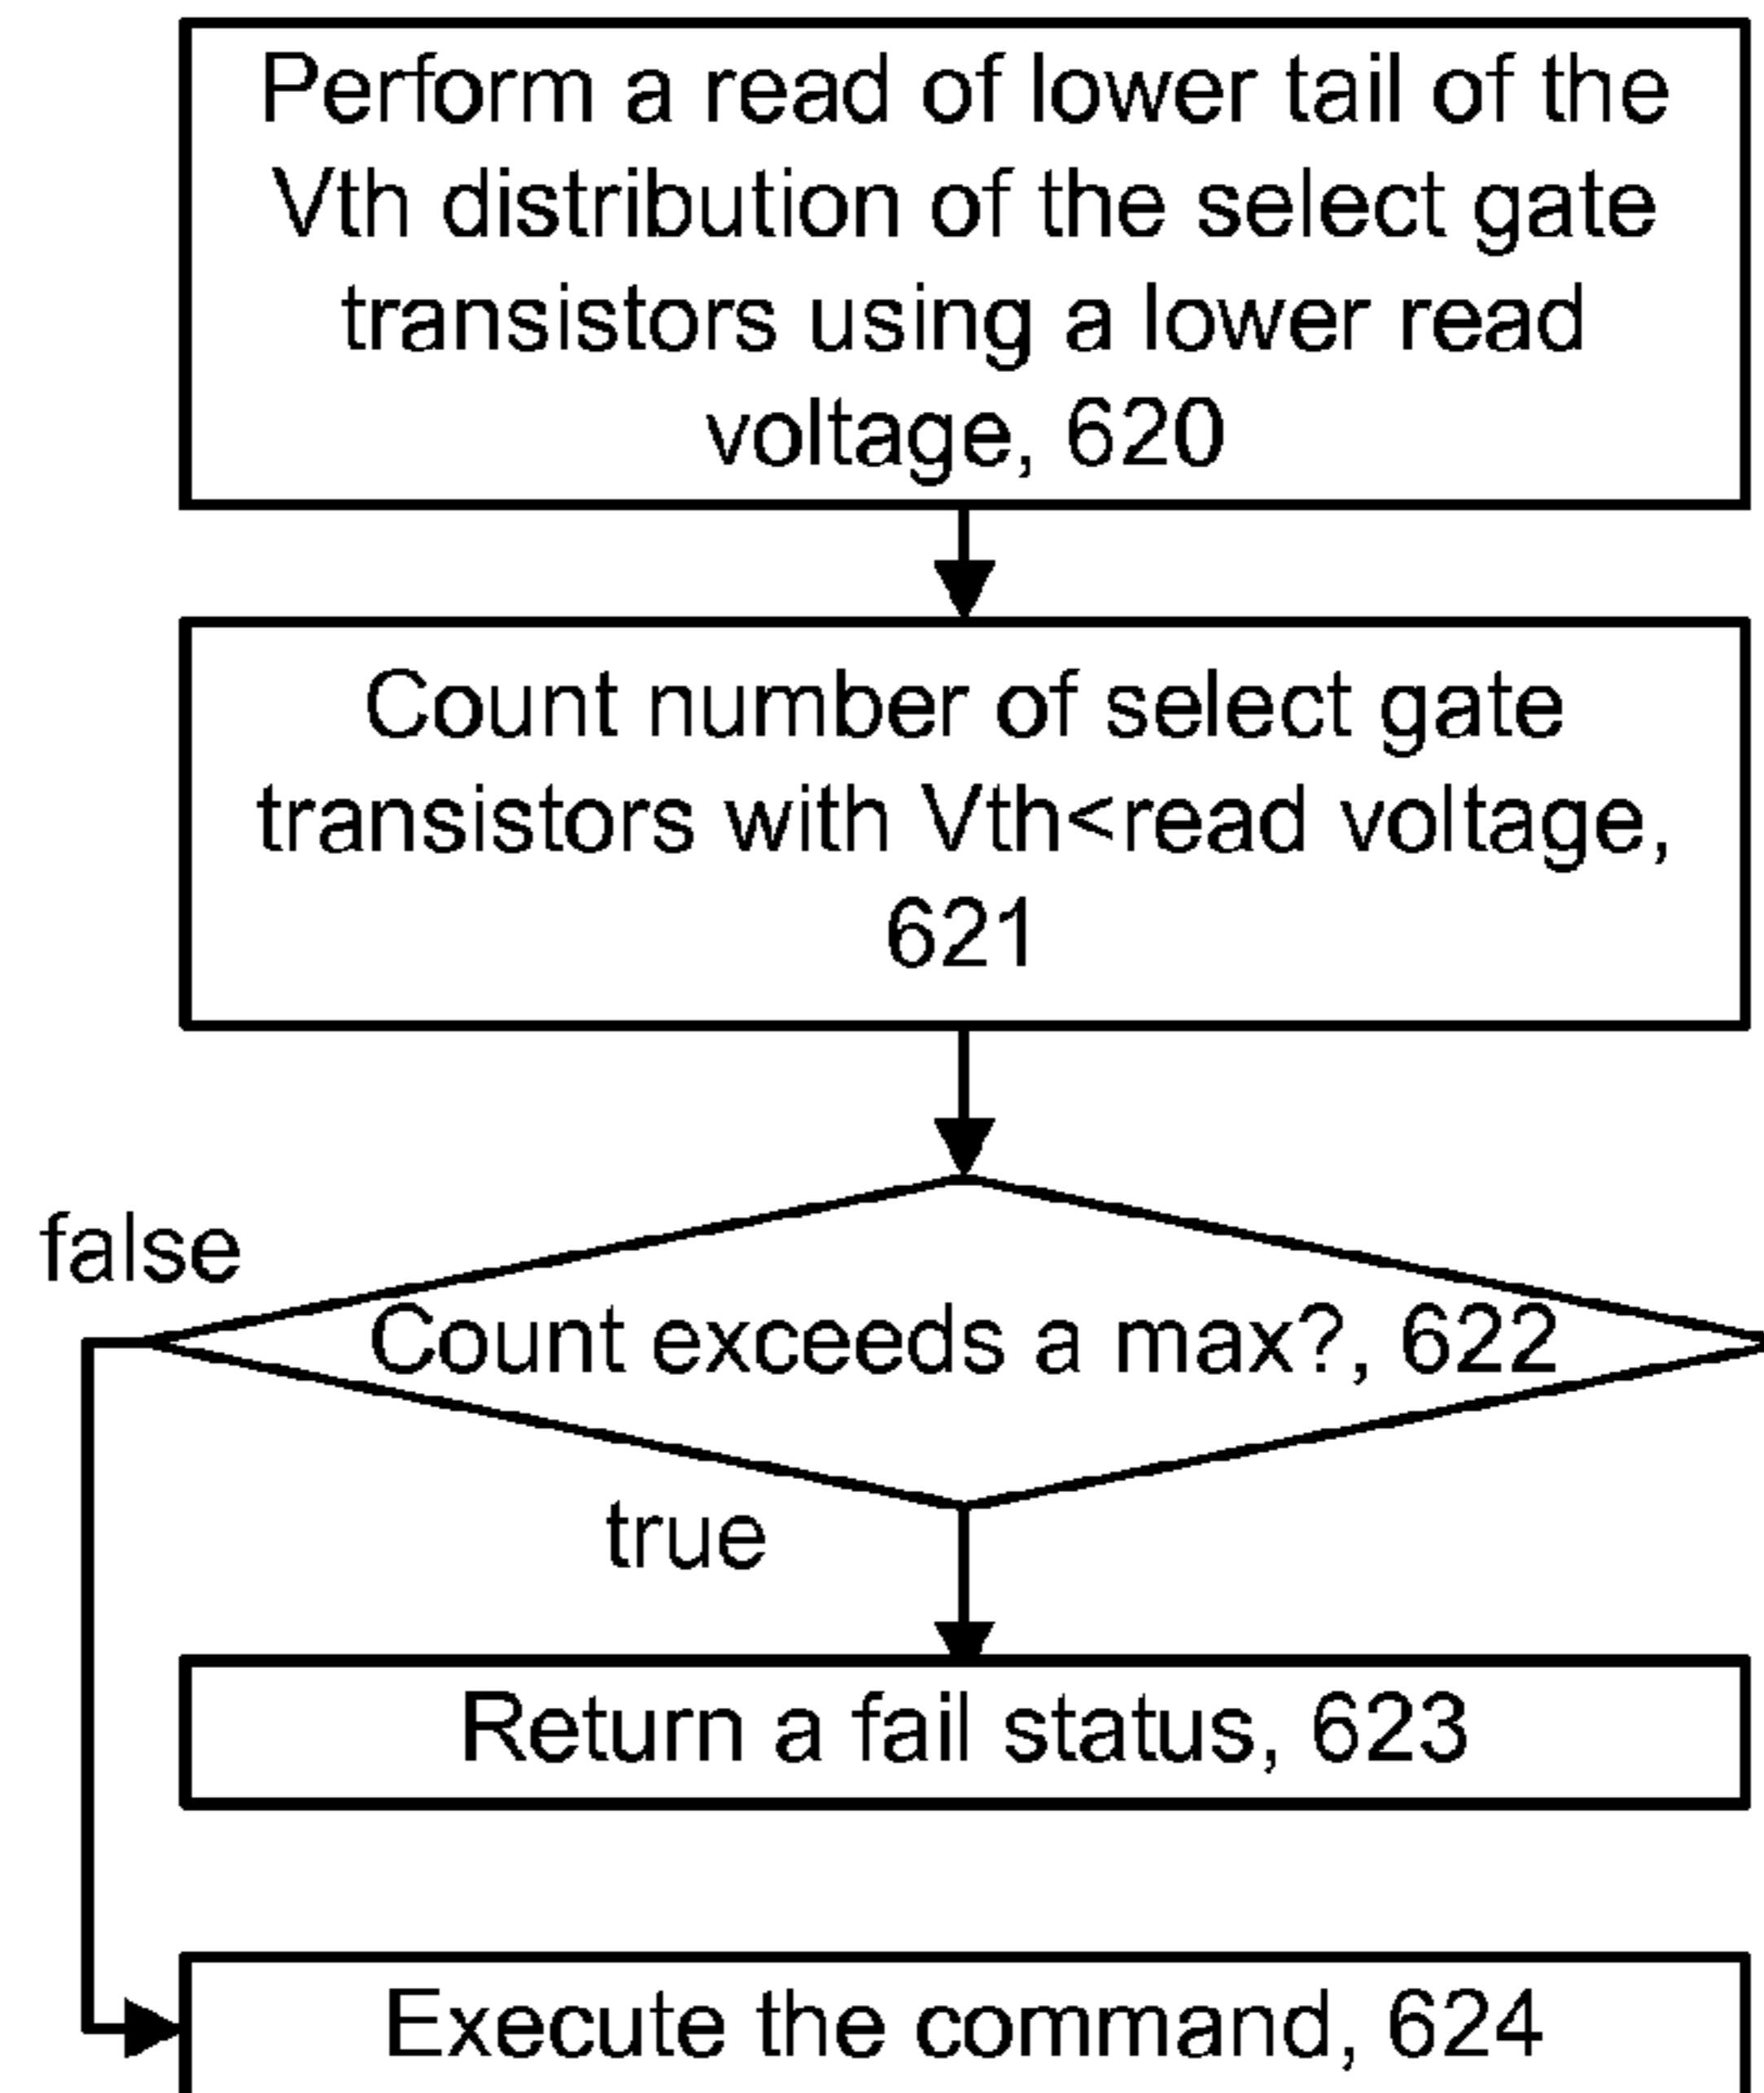 Perform a read of lower tail of the
Vth distribution of the select gate
transistors using a lower read
voltage, 620
Count number of select gate
transistors with Vth<read voltage,
621
false
Count exceeds a max?, 622
true
Return a fail status, 623
Execute the command, 624